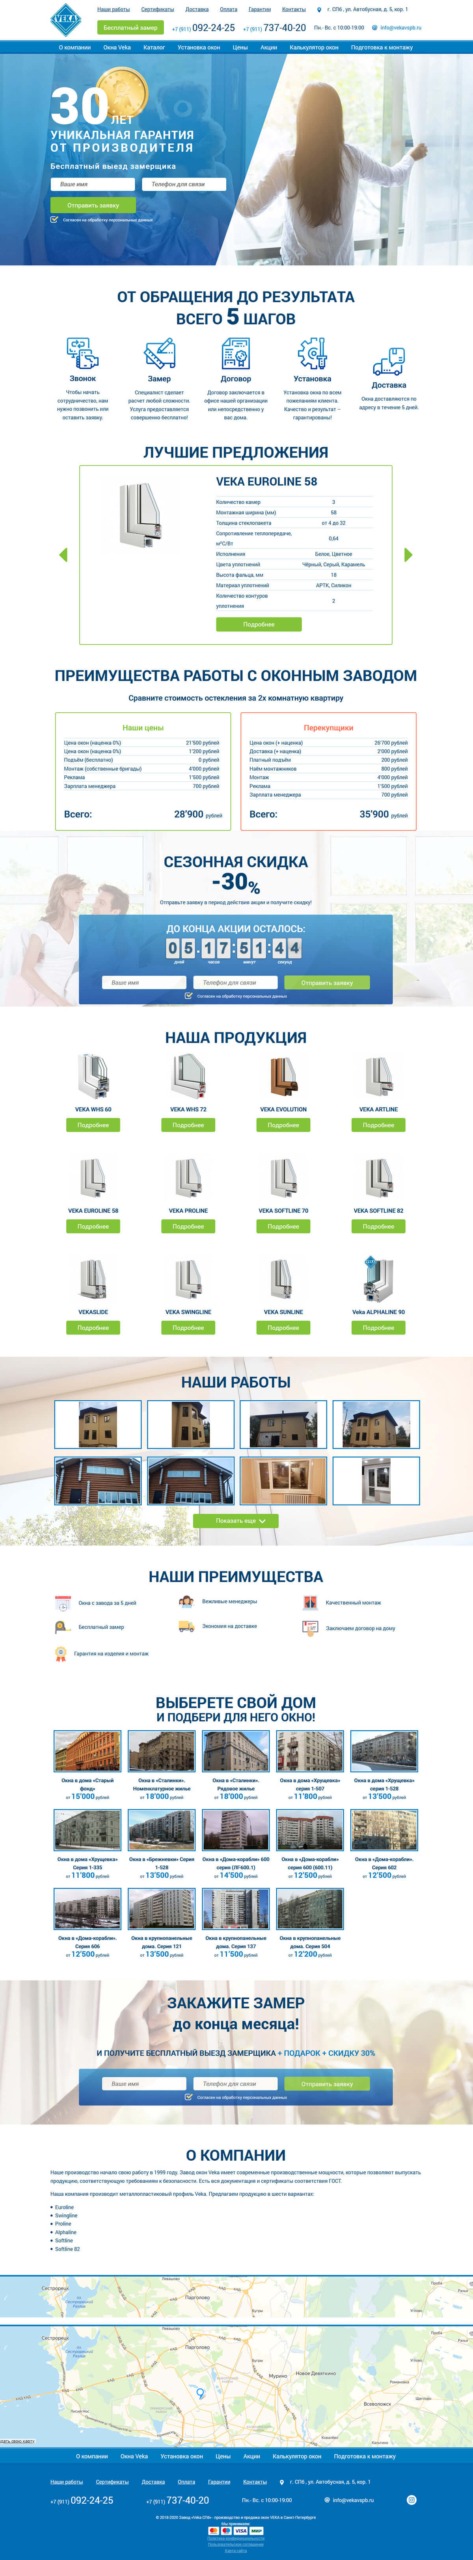 VEKA
Наши работы Сертификаты Доставка Оплата Гарантии Контакты г. СПб , ул. Автобусная, д. 5, кор. 1
Бесплатный замер +7 (911) 092-24-25 +7 (911) 737-40-20 Пн.- Вс. с 10:00-19:00 info@vekanspb.ru
О компании Окна Veka Каталог Установка окон Цены Акции Калькулятор окон Подготовка к монтажу
30 ЛЕТ
УНИКАЛЬНАЯ ГАРАНТИЯ
ОТ ПРОИЗВОДИТЕЛЯ
Бесплатный выезд замерщика
Ваше имя Телефон для связи
Отправить заявку
Согласен на обработку персональных данных
ОТ ОБРАЩЕНИЯ ДО РЕЗУЛЬТАТА
ВСЕГО 5 ШАГОВ
Звонок
Чтобы начать
сотрудничество, нам
нужно позвонить или
оставить заявку.
Замер
Специалист сделает
расчет любой сложности.
Услуга предоставляется
совершенно бесплатно!
Договор
Договор заключается в
офисе нашей организации
или непосредственно у
вас дома.
Установка
Установка окна по всем
пожеланиям клиента.
Качество и результат –
гарантированы!
Доставка
Окна доставляются по
адресу в течение 5 дней.
ЛУЧШИЕ ПРЕДЛОЖЕНИЯ
VEKA EUROLINE 58
Количество камер 3
Монтажная ширина (мм) 58
Толщина стеклопакета от 4 до 32
Сопротивление теплопередаче,
м²С/Вт 0,64
Исполнение Белое, Цветное
Цвета уплотнений Чёрный, Серый, Карамель
Высота фальца, мм 18
Материал уплотнений АРТК, Силикон
Количество контуров
уплотнения 2
Подробнее
ПРЕИМУЩЕСТВА РАБОТЫ С ОКОННЫМ ЗАВОДОМ
Сравните стоимость остекления за 2х комнатную квартиру
Наши цены
Цена окон (наценка 0%) 21'500 рублей
Цена окон (наценка 0%) 1'200 рублей
Подъём (бесплатно) 0 рублей
Монтаж (собственные бригады) 4'000 рублей
Реклама 1'500 рублей
Зарплата менеджера 700 рублей
Всего: 28'900 рублей
Перекупщики
Цена окон (+ наценка) 26'700 рублей
Доставка (+ наценка) 2'000 рублей
Платный подъём 200 рублей
Найм монтажников 800 рублей
Монтаж 4'000 рублей
Реклама 1'500 рублей
Зарплата менеджера 700 рублей
Всего: 35'900 рублей
СЕЗОННАЯ СКИДКА
-30%
Отправьте заявку в период действие акции и получите скидку!
ДО КОНЦА АКЦИИ ОСТАЛОСЬ:
05 : 17 : 51 : 44
дней часов минут секунд
Ваше имя Телефон для связи Отправить заявку
Согласен на обработку персональных данных
НАША ПРОДУКЦИЯ
VEKA WHS 60 VEKA WHS 72 VEKA EVOLUTION VEKA ARTLINE
Подробнее Подробнее Подробнее Подробнее
VEKA EUROLINE 58 VEKA PROLINE VEKA SOFTLINE 70 VEKA SOFTLINE 82
Подробнее Подробнее Подробнее Подробнее
VEKASLIDE VEKA SWINGLINE VEKA SUNLINE Veka ALPHALINE 90
Подробнее Подробнее Подробнее Подробнее
НАШИ РАБОТЫ
Показать еще
НАШИ ПРЕИМУЩЕСТВА
Окна с завода за 5 дней Вежливые менеджеры Качественный монтаж
Бесплатный замер Экономия на доставке Заключаем договор на дому
Гарантия на изделия и монтаж
ВЫБЕРЕТЕ СВОЙ ДОМ
И ПОДБЕРИ ДЛЯ НЕГО ОКНО!
Окна в дома «Старый
фонд»
от 15'000 рублей
Окна в «Сталинки».
Номенклатурное жилье
от 18'000 рублей
Окна в «Сталинки».
Рядовое жилье
от 18'000 рублей
Окна в дома «Хрущевка»
серия 1-507
от 11'800 рублей
Окна в дома «Хрущевка»
серия 1-528
от 13'500 рублей
Окна в дома «Хрущевка»
Серия 1-335
от 11'800 рублей
Окна в «Брежневки» Серия
1-528
от 13'500 рублей
Окна в «Дома-корабли» 600
серия (ЛГ600.1)
от 14'500 рублей
Окна в «Дома-корабли»
серия 600 (600.11)
от 12'500 рублей
Окна в «Дома-корабли».
Серия 602
от 12'500 рублей
Окна в «Дома-корабли».
Серия 606
от 12'500 рублей
Окна в крупнопанельные
дома. Серия 121
от 13'500 рублей
Окна в крупнопанельные
дома. Серия 137
от 11'500 рублей
Окна в крупнопанельные
дома. Серия 504
от 12'200 рублей
ЗАКАЖИТЕ ЗАМЕР
до конца месяца!
И ПОЛУЧИТЕ БЕСПЛАТНЫЙ ВЫЕЗД ЗАМЕРЩИКА + ПОДАРОК + СКИДКУ 30%
Ваше имя Телефон для связи Отправить заявку
Согласен на обработку персональных данных
О КОМПАНИИ
Наше производство начало свою работу в 1999 году. Завод окон Veka имеет современные производственные мощности, которые позволяют выпускать
продукцию, соответствующую требованиям к безопасности. Есть вся документация и сертификаты соответствия ГОСТ.
Наша компания производит металлопластиковый профиль Veka. Предлагаем продукцию в шести вариантах:
Euroline
Swingline
Proline
Alphaline
Softline
Softline 82
Сестрорецк
Парголово
Сестрорецк
Парголово
Мурино Новое Девяткино
Всеволожск
О компании Окна Veka Установка окон Цены Акции Калькулятор окон Подготовка к монтажу
Наши работы Сертификаты Доставка Оплата Гарантии Контакты г. СПб , ул. Автобусная, д. 5, кор. 1
+7 (911) 092-24-25 +7 (911) 737-40-20 Пн.- Вс. с 10:00-19:00 info@vekanspb.ru
Мы принимаем:
VISA МИР
Карта сайта